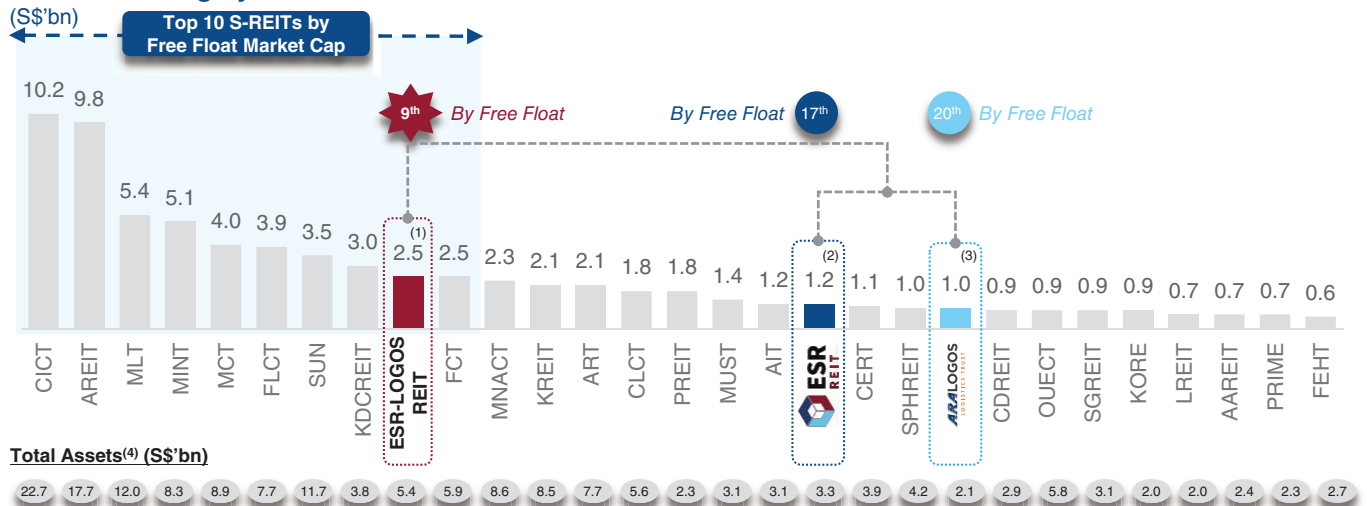 (S$'bn)
Top 10 S-REITs by
Free Float Market Cap
9th By Free Float
By Free Float 17th
20th By Free Float
10.2 9.8 5.4 5.1 4.0 3.9 3.5 3.0 2.5 (1) 2.5 2.3 2.1 2.1 1.8 1.8 1.4 1.2 1.2 (2) 1.1 1.0 1.0 (3) 0.9 0.9 0.9 0.9 0.7 0.7 0.7 0.6
CICT
AREIT
MLT
MINT
MCT
FLCT
SUN
KDCREIT
ESR-LOGOS
REIT
FCT
MNACT
KREIT
ART
CLCT
PREIT
MUST
AIT
ESR
REIT
CERT
SPHREIT
ARALOGOS
LOGISTICS TRUST
CDREIT
OUECT
SGREIT
KORE
LREIT
AAREIT
PRIME
FEHT
Total Assets(4) (S$'bn)
22.7 17.7 12.0 8.3 8.9 7.7 11.7 3.8 5.4 5.9 8.6 8.5 7.7 5.6 2.3 3.1 3.1 3.3 3.9 4.2 2.1 2.9 5.8 3.1 2.0 2.0 2.4 2.3 2.7